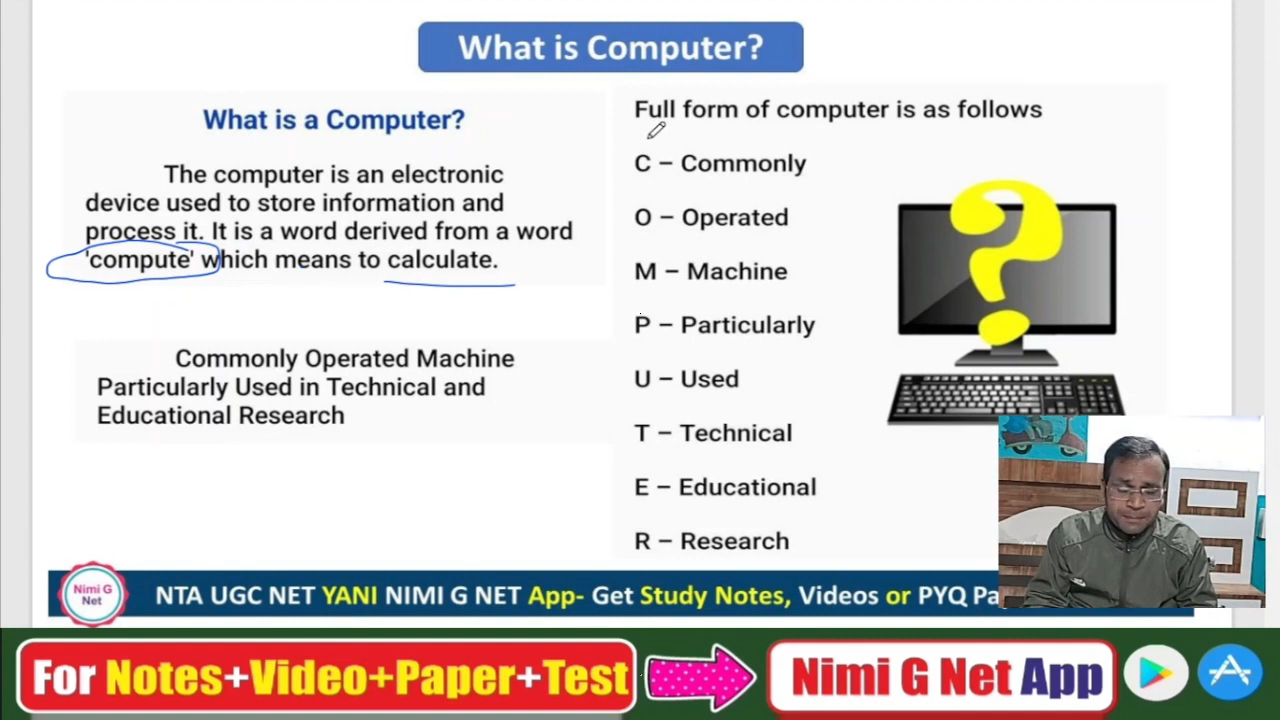 What is Computer?
What is a Computer?
The computer is an electronic
device used to store information and
process it. It is a word derived from a word
'compute' which means to calculate.
Commonly Operated Machine
Particularly Used in Technical and
Educational Research
Full form of computer is as follows
C – Commonly
O – Operated
M – Machine
P – Particularly
U – Used
T – Technical
E – Educational
R – Research
Nimi G
Net
NTA UGC NET YANI NIMI G NET App- Get Study Notes, Videos or PYQ
For Notes+Video+Paper+Test
Nimi G Net App